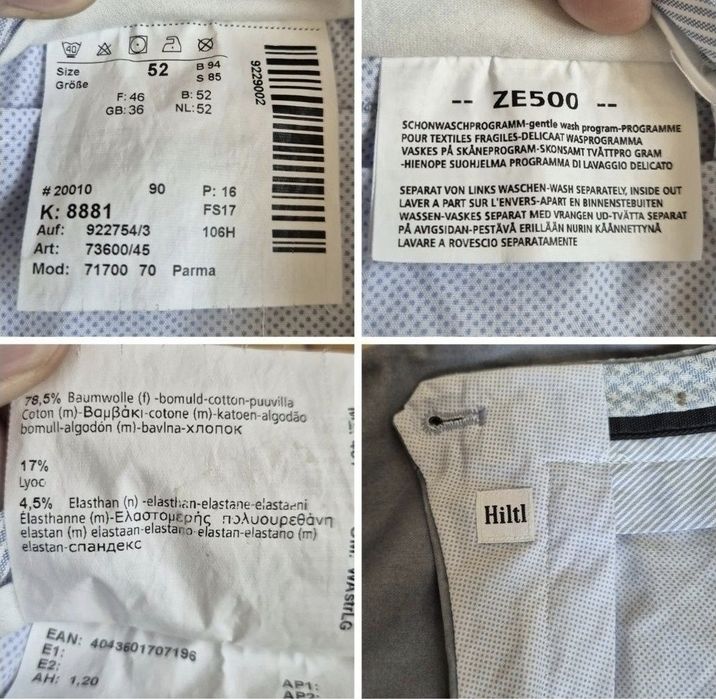 40
Size 52 B 94
Größe S 85
F: 46 B: 52
GB: 36 NL: 52
9229002
# 20010 90 P: 16
K: 8881 FS17
Auf: 922754/3 106H
Art: 73600/45
Mod: 71700 70 Parma
-- ZE500 --
SCHONWASCHPROGRAMM-gentle wash program-PROGRAMME
POUR TEXTILES FRAGILES-DELICAAT WASPROGRAMMA
VASKES PÅ SKÅNEPROGRAM-SKONSAMT TVÄTTPRO GRAM
-HIENOPE SUOHJELMA PROGRAMMA DI LAVAGGIO DELICATO
SEPARAT VON LINKS WASCHEN-WASH SEPARATELY, INSIDE OUT
LAVER A PART SUR L'ENVERS-APART EN BINNENSTEBUITEN
WASSEN-VASKES SEPARAT MED VRANGEN UD-TVÄTTA SEPARAT
PÅ AVIGSIDAN-PESTÄVÄ ERILLÄÄN NURIN KÄÄNNETTYNÄ
LAVARE A ROVESCIO SEPARATAMENTE
78,5% Baumwolle (f) -bomuld-cotton-puuvilla
Coton (m)-Βαμβάκι-cotone (m)-katoen-algodão
bomull-algodón (m)-bavlna-хлопок
17%
Lyoc
4,5% Elasthan (n) -elasthan-elastane-elastaani
Élasthanne (m)-Ελαστομερής πολυουρεθάνη
elastan (m) elastaan-elastano-elastan-elastano (m)
elastan-спандекс
EAN: 4043601707196
E1:
E2:
AH: 1,20
AP1:
Hiltl